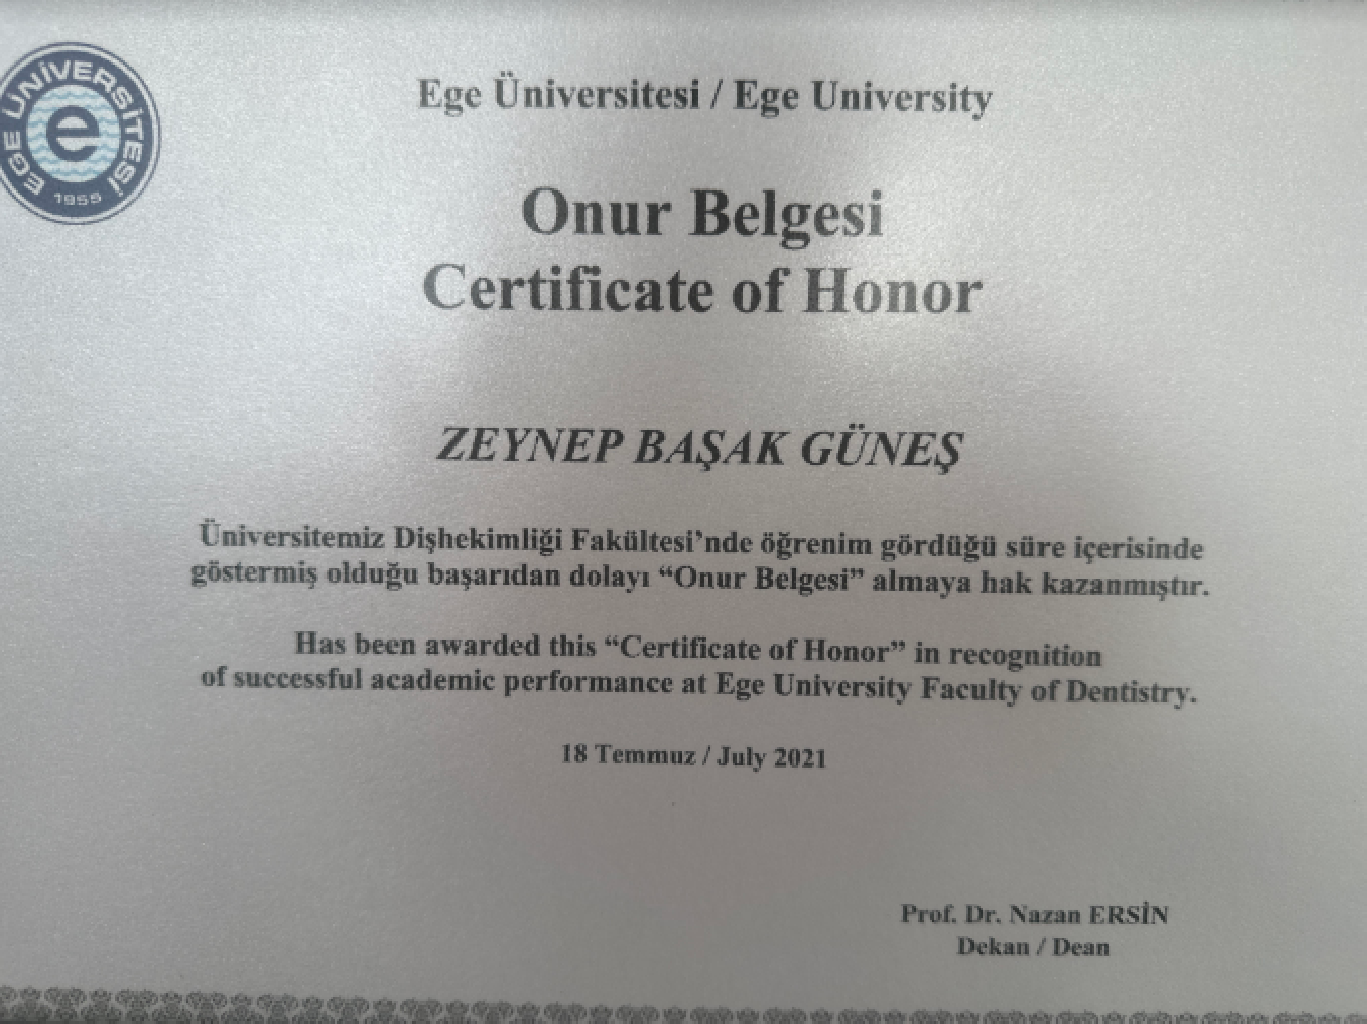 EGE ÜNİVERSİTESİ
e
1955
Ege Üniversitesi / Ege University
Onur Belgesi
Certificate of Honor
ZEYNEP BAŞAK GÜNEŞ
Üniversitemiz Dişhekimliği Fakültesi’nde öğrenim gördüğü süre içerisinde
göstermiş olduğu başarıdan dolayı “Onur Belgesi” almaya hak kazanmıştır.
Has been awarded this “Certificate of Honor” in recognition
of successful academic performance at Ege University Faculty of Dentistry.
18 Temmuz / July 2021
Prof. Dr. Nazan ERSİN
Dekan / Dean